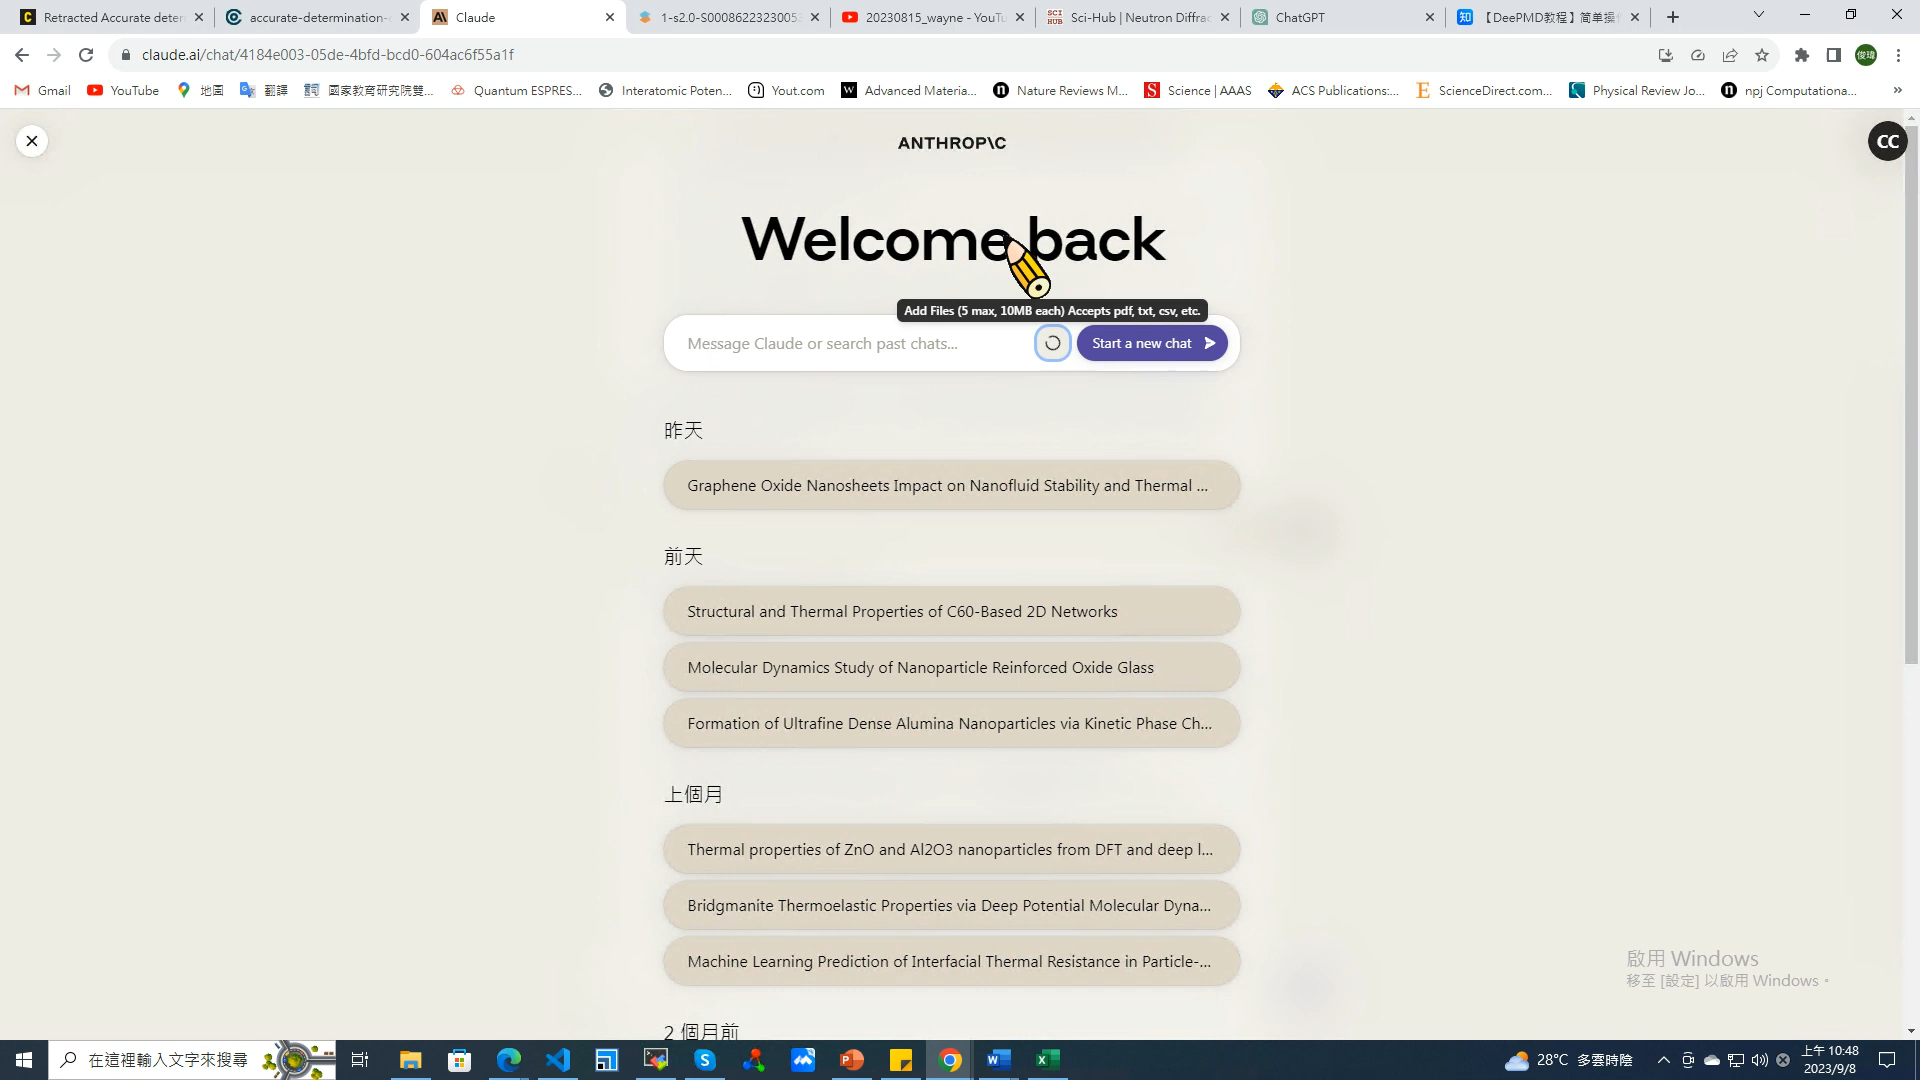 Retracted Accurate deter
accurate-determination-
Claude
1-s2.0-S00086223230053
20230815_wayne - YouTu
Sci-Hub | Neutron Diffrac
ChatGPT
【DeePMD教程】简单操
claude.ai/chat/4184e003-05de-4bfd-bcd0-604ac6f55a1f
俊瑋
Gmail
YouTube
地圖
翻譯
國家教育研究院雙...
Quantum ESPRES...
Interatomic Poten...
Yout.com
Advanced Materia...
Nature Reviews M...
Science | AAAS
ACS Publications:...
ScienceDirect.com...
Physical Review Jo...
npj Computationa...
ANTHROP\C
CC
Welcome back
Add Files (5 max, 10MB each) Accepts pdf, txt, csv, etc.
Message Claude or search past chats...
Start a new chat
昨天
Graphene Oxide Nanosheets Impact on Nanofluid Stability and Thermal ...
前天
Structural and Thermal Properties of C60-Based 2D Networks
Molecular Dynamics Study of Nanoparticle Reinforced Oxide Glass
Formation of Ultrafine Dense Alumina Nanoparticles via Kinetic Phase Ch...
上個月
Thermal properties of ZnO and Al2O3 nanoparticles from DFT and deep l...
Bridgmanite Thermoelastic Properties via Deep Potential Molecular Dyna...
Machine Learning Prediction of Interfacial Thermal Resistance in Particle-...
2 個月前
啟用 Windows
移至 [設定] 以啟用 Windows。
在這裡輸入文字來搜尋
28°C 多雲時陰
上午 10:48
2023/9/8